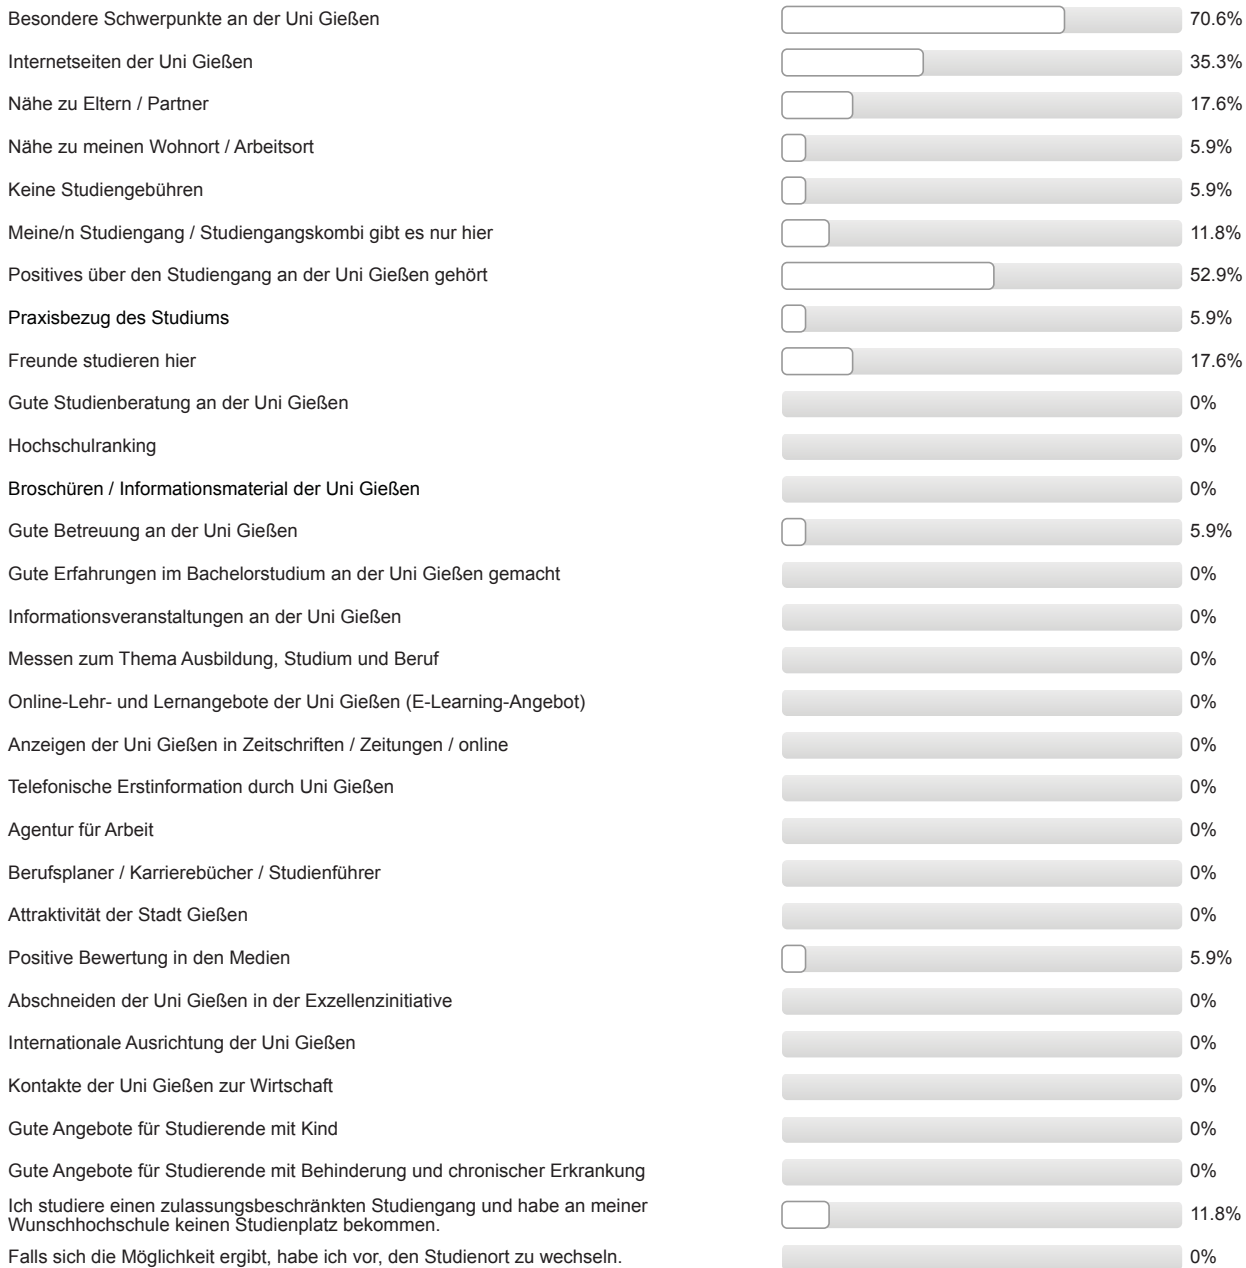 Besondere Schwerpunkte an der Uni Gießen 70.6%
Internetseiten der Uni Gießen 35.3%
Nähe zu Eltern / Partner 17.6%
Nähe zu meinen Wohnort / Arbeitsort 5.9%
Keine Studiengebühren 5.9%
Meine/n Studiengang / Studiengangskombi gibt es nur hier 11.8%
Positives über den Studiengang an der Uni Gießen gehört 52.9%
Praxisbezug des Studiums 5.9%
Freunde studieren hier 17.6%
Gute Studienberatung an der Uni Gießen 0%
Hochschulranking 0%
Broschüren / Informationsmaterial der Uni Gießen 0%
Gute Betreuung an der Uni Gießen 5.9%
Gute Erfahrungen im Bachelorstudium an der Uni Gießen gemacht 0%
Informationsveranstaltungen an der Uni Gießen 0%
Messen zum Thema Ausbildung, Studium und Beruf 0%
Online-Lehr- und Lernangebote der Uni Gießen (E-Learning-Angebot) 0%
Anzeigen der Uni Gießen in Zeitschriften / Zeitungen / online 0%
Telefonische Erstinformation durch Uni Gießen 0%
Agentur für Arbeit 0%
Berufsplaner / Karrierebücher / Studienführer 0%
Attraktivität der Stadt Gießen 0%
Positive Bewertung in den Medien 5.9%
Abschneiden der Uni Gießen in der Exzellenzinitiative 0%
Internationale Ausrichtung der Uni Gießen 0%
Kontakte der Uni Gießen zur Wirtschaft 0%
Gute Angebote für Studierende mit Kind 0%
Gute Angebote für Studierende mit Behinderung und chronischer Erkrankung 0%
Ich studiere einen zulassungsbeschränkten Studiengang und habe an meiner
Wunschhochschule keinen Studienplatz bekommen. 11.8%
Falls sich die Möglichkeit ergibt, habe ich vor, den Studienort zu wechseln. 0%